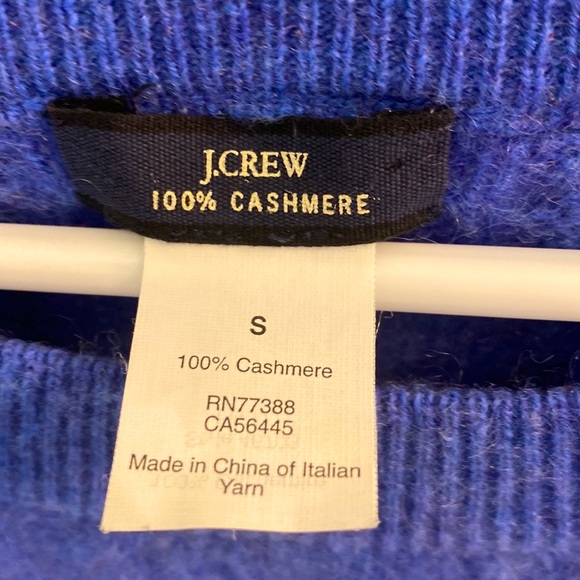 J.CREW
100% CASHMERE
S
100% Cashmere
RN77388
CA56445
Made in China of Italian
Yarn